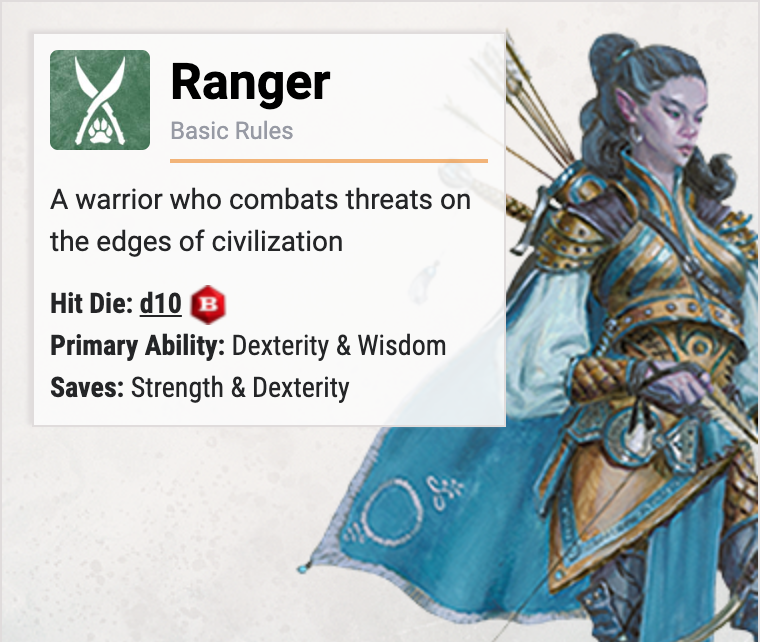 Ranger
Basic Rules
A warrior who combats threats on
the edges of civilization
Hit Die: d10 B
Primary Ability: Dexterity & Wisdom
Saves: Strength & Dexterity